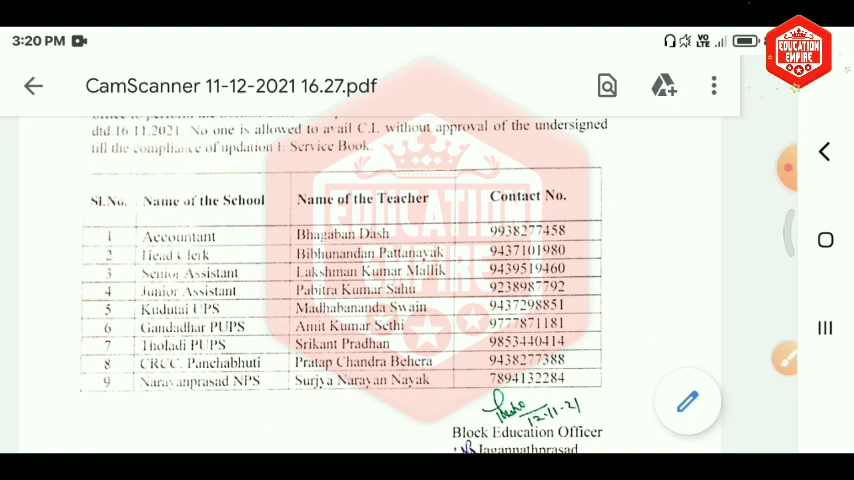 3:20 PM
VO LTE
EDUCATION
EMPIRE
CamScanner 11-12-2021 16.27.pdf
dtd.16 11.2021. No one is allowed to avail C.L without approval of the undersigned
till the compliance of updation Service Book.
Sl.No. Name of the School Name of the Teacher Contact No.
1 Accountant Bhagaban Dash 9938277458
2 Head Clerk Bibhunandan Pattanayak 9437101980
3 Senior Assistant Lakshman Kumar Mallik 9439519460
4 Junior Assistant Pabitra Kumar Sahu 9238987792
5 Kudutai UPS Madhabananda Swain 9437298851
6 Gandadhar PUPS Amit Kumar Sethi 9777871181
7 Tholadi PUPS Srikant Pradhan 9853440414
8 CRCC. Panchabhuti Pratap Chandra Behera 9438277388
9 Narayanprasad NPS Surjya Narayan Nayak 7894132284
EDUCATION
EMPIRE
12-11-21
Block Education Officer
Jagannathprasad